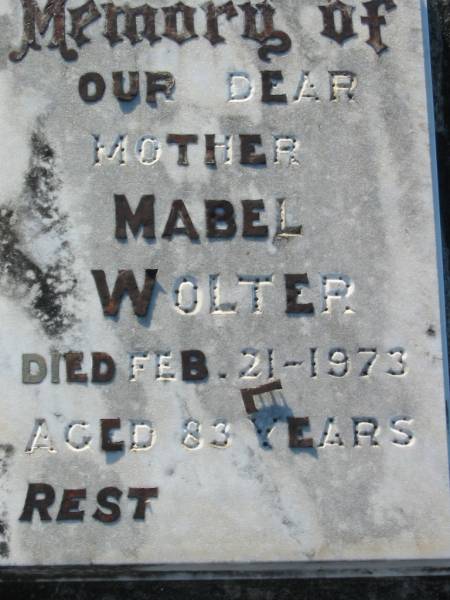 Memory of
OUR DEAR
MOTHER
MABEL
WOLTER
DIED FEB. 21-1973
AGED 83 YEARS
REST